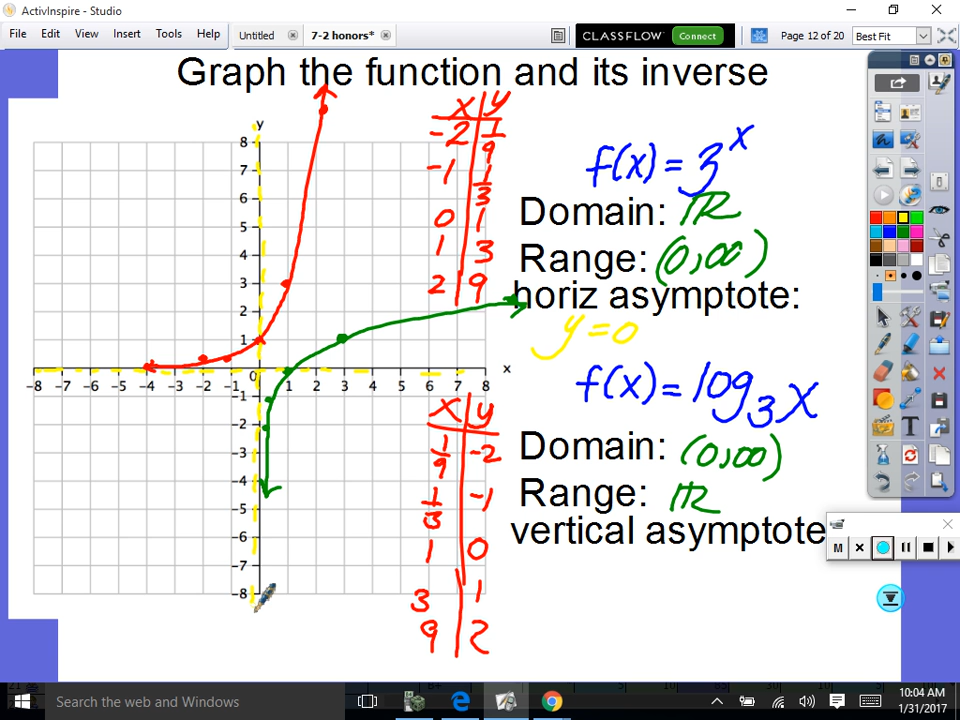 ActivInspire - Studio
File Edit View Insert Tools Help Untitled 7-2 honors* CLASSFLOW Connect Page 12 of 20 Best Fit
Graph the function and its inverse
x y
-2 1/9
-1 1/3
0 1
1 3
2 9
f(x) = 3^x
Domain: ℝ
Range: (0,∞)
horiz asymptote:
y = 0
y
8
7
6
5
4
3
2
1
-8 -7 -6 -5 -4 -3 -2 -1 0 1 2 3 4 5 6 7 8 x
-1
-2
-3
-4
-5
-6
-7
-8
x y
1/9 -2
1/3 -1
1 0
3 1
9 2
f(x) = log₃ x
Domain: (0,∞)
Range: ℝ
vertical asymptote
M
T
Search the web and Windows
10:04 AM
1/31/2017